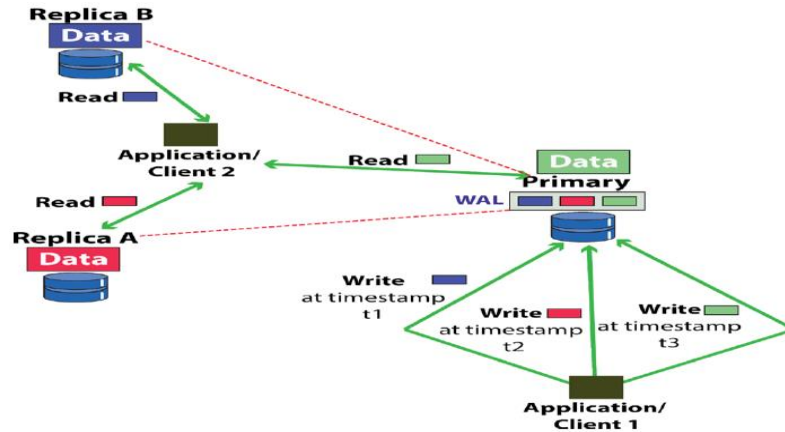 Replica B
Data
Read
Application/
Client 2
Read
Data
Primary
WAL
Read
Replica A
Data
Write
at timestamp
t1
Write
at timestamp
t2
Write
at timestamp
t3
Application/
Client 1